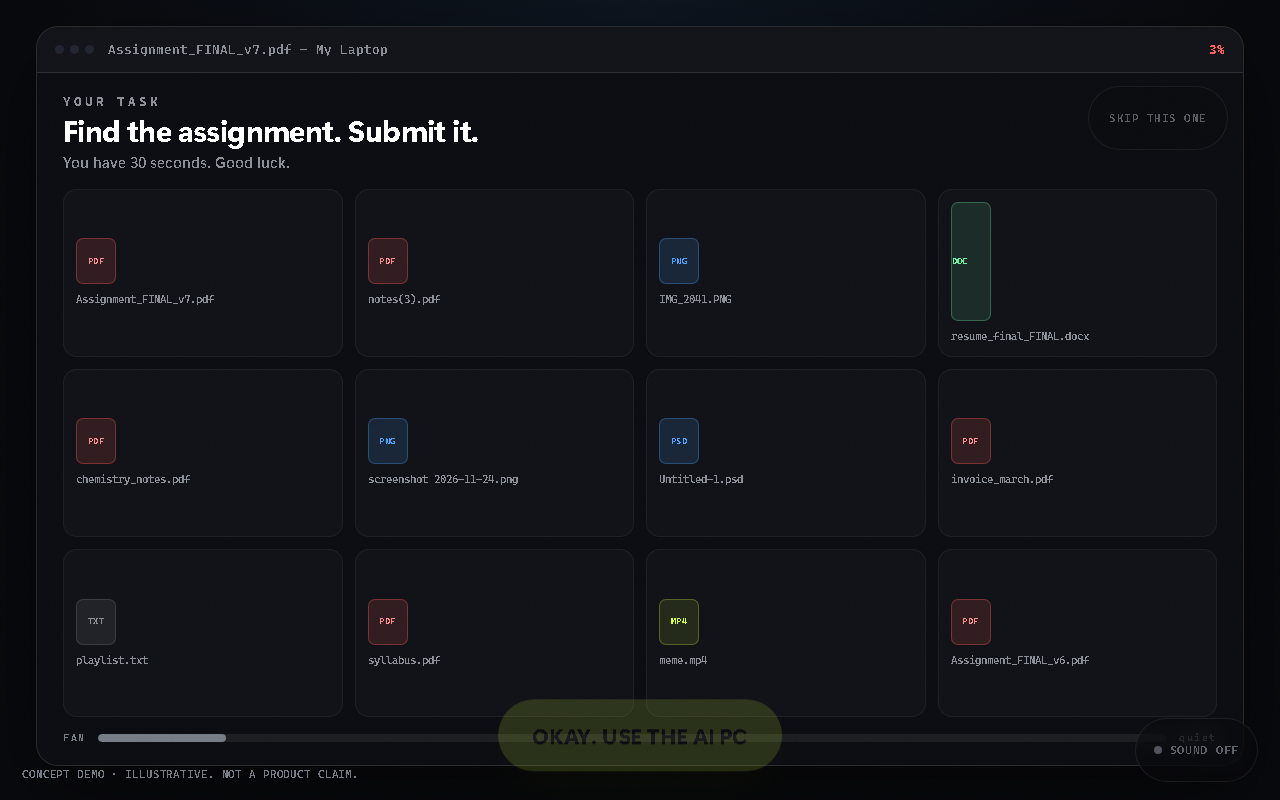 Assignment_FINAL_v7.pdf — My Laptop
3%
YOUR TASK
Find the assignment. Submit it.
You have 30 seconds. Good luck.
SKIP THIS ONE
PDF
Assignment_FINAL_v7.pdf
PDF
notes(3).pdf
PNG
IMG_2041.PNG
DOC
resume_final_FINAL.docx
PDF
chemistry_notes.pdf
PNG
screenshot 2026-11-24.png
PSD
Untitled-1.psd
PDF
invoice_march.pdf
TXT
playlist.txt
PDF
syllabus.pdf
MP4
meme.mp4
PDF
Assignment_FINAL_v6.pdf
FAN
quiet
OKAY. USE THE AI PC
SOUND OFF
CONCEPT DEMO · ILLUSTRATIVE. NOT A PRODUCT CLAIM.